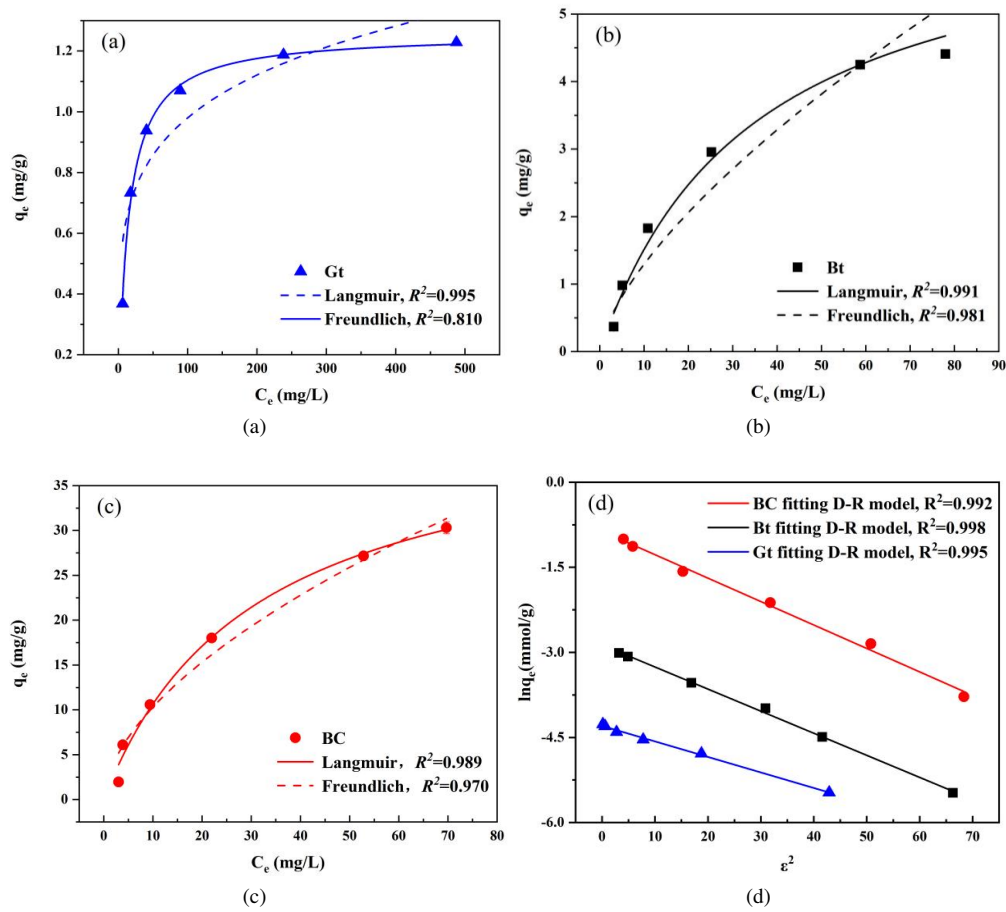 (a)
1.2
1.0
0.8
0.6
0.4
0.2
qe (mg/g)
Gt
Langmuir, R²=0.995
Freundlich, R²=0.810
0 100 200 300 400 500
Ce (mg/L)
(a)
(b)
5
4
3
2
1
0
qe (mg/g)
Bt
Langmuir, R²=0.991
Freundlich, R²=0.981
0 10 20 30 40 50 60 70 80 90
Ce (mg/L)
(b)
(c)
35
30
25
20
15
10
5
0
qe (mg/g)
BC
Langmuir, R²=0.989
Freundlich, R²=0.970
0 10 20 30 40 50 60 70 80
Ce (mg/L)
(c)
(d)
0.0
-1.5
-3.0
-4.5
-6.0
lnqe(mmol/g)
BC fitting D-R model, R²=0.992
Bt fitting D-R model, R²=0.998
Gt fitting D-R model, R²=0.995
0 10 20 30 40 50 60 70
ε²
(d)